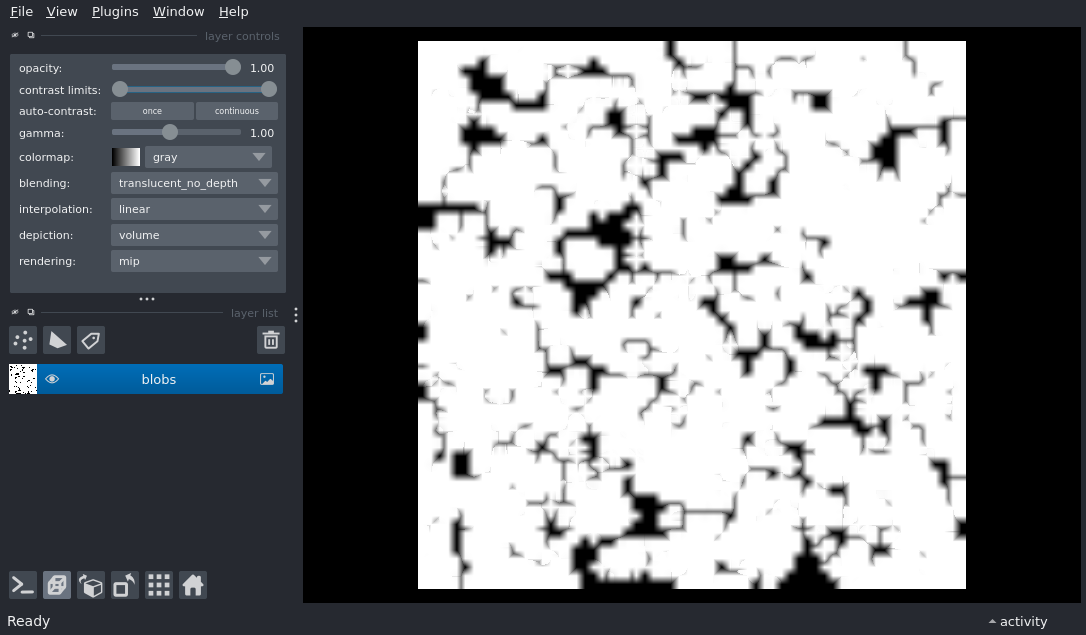 File View Plugins Window Help
layer controls
opacity: 1.00
contrast limits:
auto-contrast: once continuous
gamma: 1.00
colormap: gray
blending: translucent_no_depth
interpolation: linear
depiction: volume
rendering: mip
layer list
blobs
Ready activity